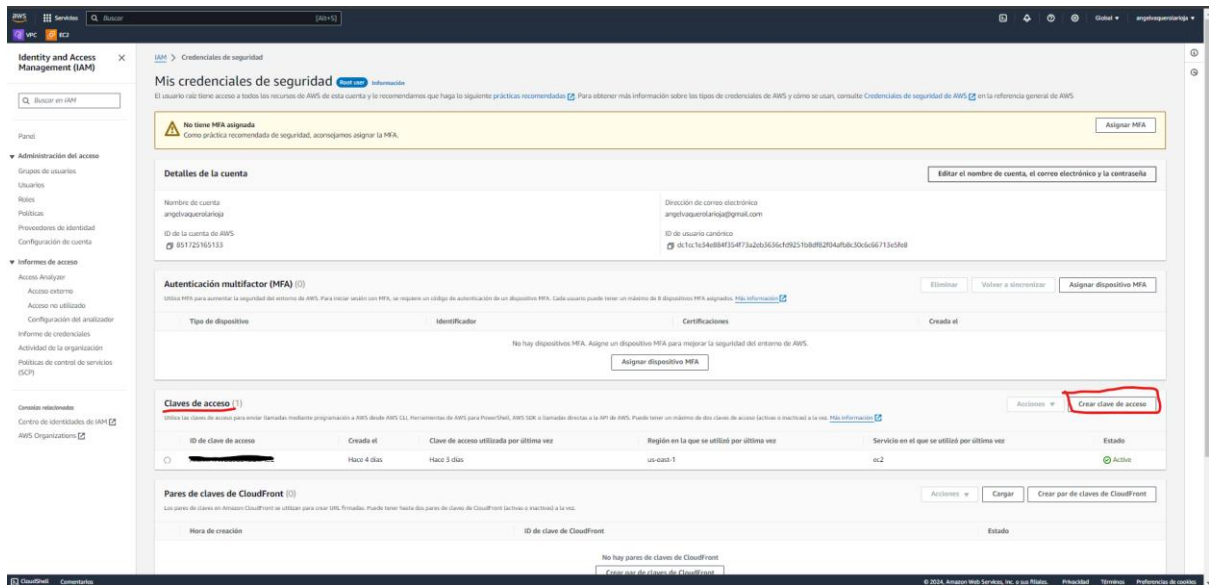 aws Servicios Buscar [Alt+S] Global angelvaquerolarioja
VPC EC2
Identity and Access Management (IAM)
Buscar en IAM
Panel
Administración del acceso
Grupos de usuarios
Usuarios
Roles
Políticas
Proveedores de identidad
Configuración de cuenta
Informes de acceso
Access Analyzer
Acceso externo
Acceso no utilizado
Configuración del analizador
Informe de credenciales
Actividad de la organización
Políticas de control de servicios (SCP)
Consolas relacionadas
Centro de identidades de IAM
AWS Organizations
IAM > Credenciales de seguridad
Mis credenciales de seguridad Root user Información
El usuario raíz tiene acceso a todos los recursos de AWS de esta cuenta y le recomendamos que haga lo siguiente prácticas recomendadas. Para obtener más información sobre los tipos de credenciales de AWS y cómo se usan, consulte Credenciales de seguridad de AWS en la referencia general de AWS
No tiene MFA asignada
Como práctica recomendada de seguridad, aconsejamos asignar la MFA.
Asignar MFA
Detalles de la cuenta
Editar el nombre de cuenta, el correo electrónico y la contraseña
Nombre de cuenta
angelvaquerolarioja
Dirección de correo electrónico
angelvaquerolarioja@gmail.com
ID de la cuenta de AWS
851725165133
ID de usuario canónico
Autenticación multifactor (MFA) (0)
Eliminar Volver a sincronizar Asignar dispositivo MFA
Utilice MFA para aumentar la seguridad del entorno de AWS. Para iniciar sesión con MFA, se requiere un código de autenticación de un dispositivo MFA. Cada usuario puede tener un máximo de 8 dispositivos MFA asignados. Más información
Tipo de dispositivo Identificador Certificaciones Creada el
No hay dispositivos MFA. Asigne un dispositivo MFA para mejorar la seguridad del entorno de AWS.
Asignar dispositivo MFA
Claves de acceso (1)
Acciones Crear clave de acceso
Utilice las claves de acceso para enviar llamadas mediante programación a AWS desde AWS CLI, Herramientas de AWS para PowerShell, AWS SDK o llamadas directas a la API de AWS. Puede tener un máximo de dos claves de acceso (activas o inactivas) a la vez. Más información
ID de clave de acceso Creada el Clave de acceso utilizada por última vez Región en la que se utilizó por última vez Servicio en el que se utilizó por última vez Estado
Hace 4 días Hace 3 días us-east-1 ec2 Active
Pares de claves de CloudFront (0)
Acciones Cargar Crear par de claves de CloudFront
Los pares de claves en Amazon CloudFront se utilizan para crear URL firmadas. Puede tener hasta dos pares de claves de CloudFront (activas o inactivas) a la vez.
Hora de creación ID de clave de CloudFront Estado
No hay pares de claves de CloudFront
Crear par de claves de CloudFront
CloudShell Comentarios © 2024, Amazon Web Services, Inc. o sus filiales. Privacidad Términos Preferencias de cookies